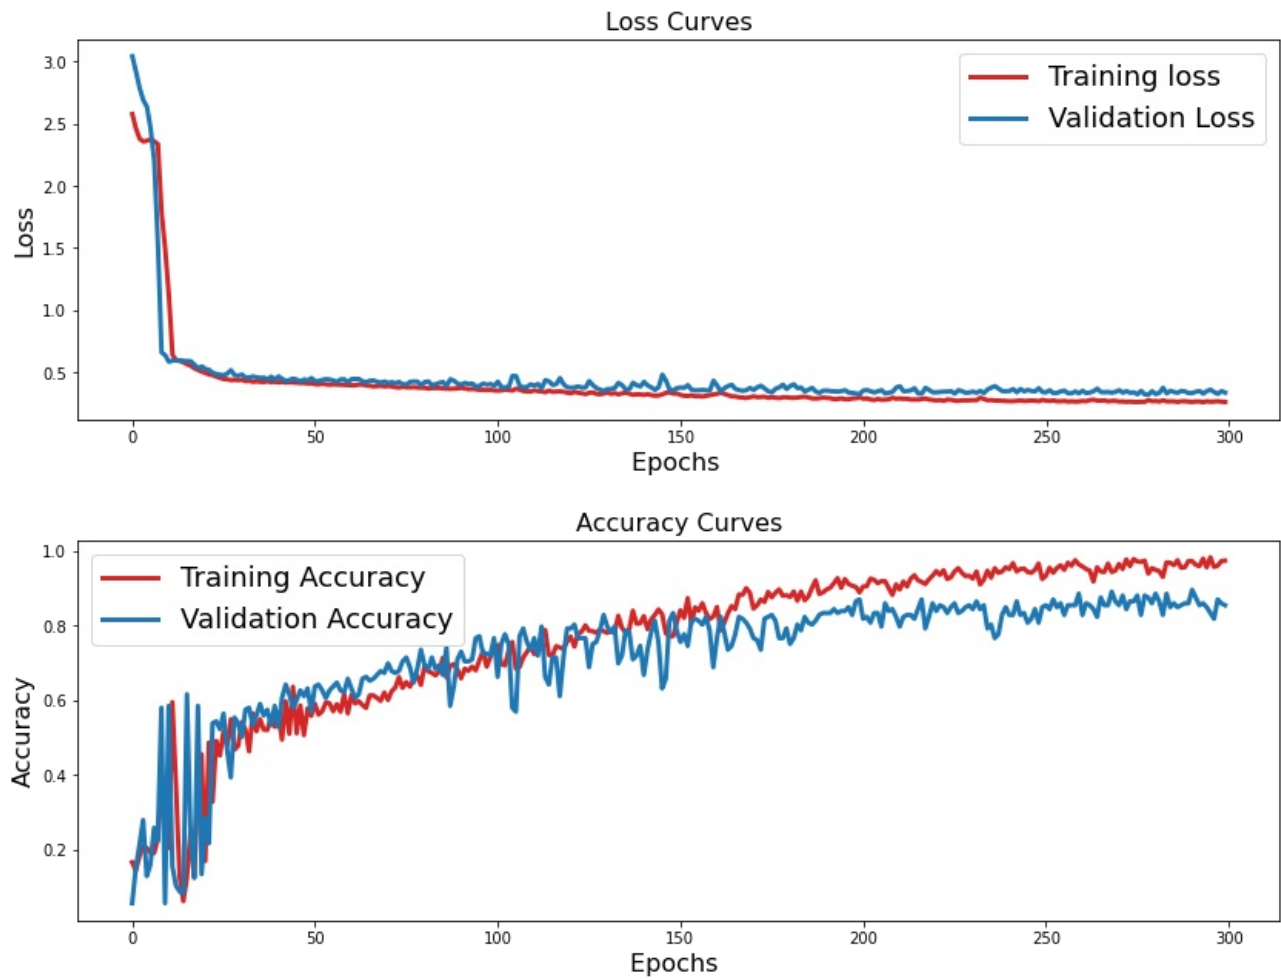 Loss Curves
3.0
2.5
2.0
1.5
1.0
0.5
Loss
Training loss
Validation Loss
0 50 100 150 200 250 300
Epochs
Accuracy Curves
1.0
0.8
0.6
0.4
0.2
Accuracy
Training Accuracy
Validation Accuracy
0 50 100 150 200 250 300
Epochs